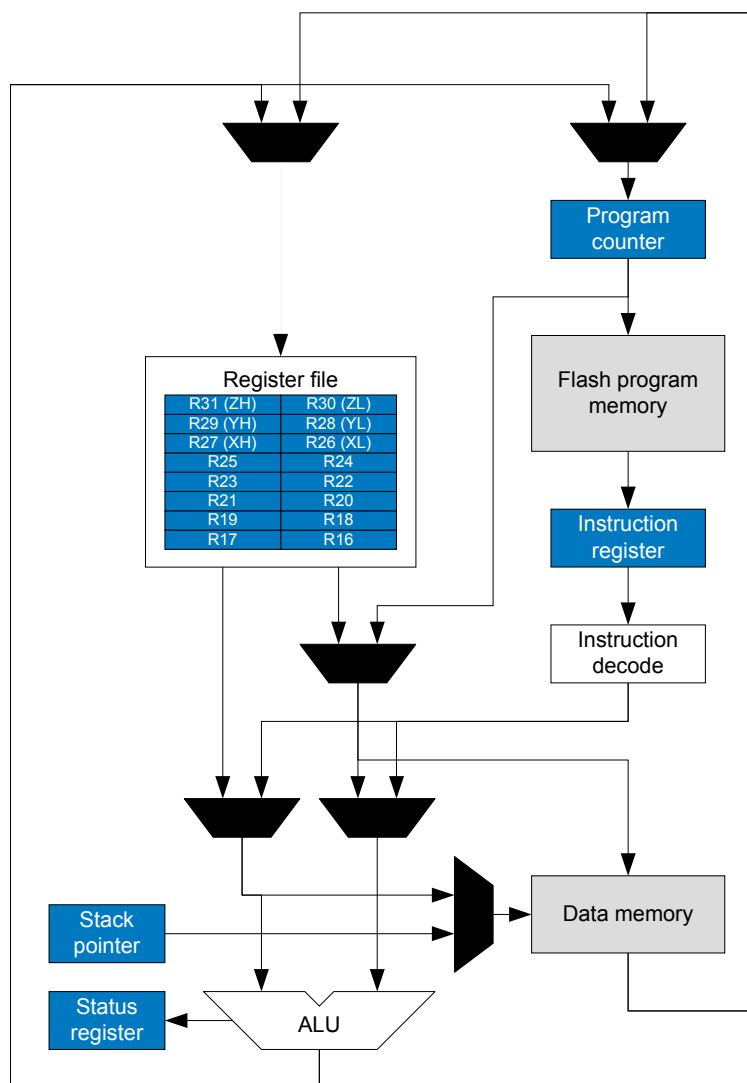 Program
counter
Register file
R31 (ZH) R30 (ZL)
R29 (YH) R28 (YL)
R27 (XH) R26 (XL)
R25 R24
R23 R22
R21 R20
R19 R18
R17 R16
Flash program
memory
Instruction
register
Instruction
decode
Stack
pointer
Data memory
Status
register
ALU